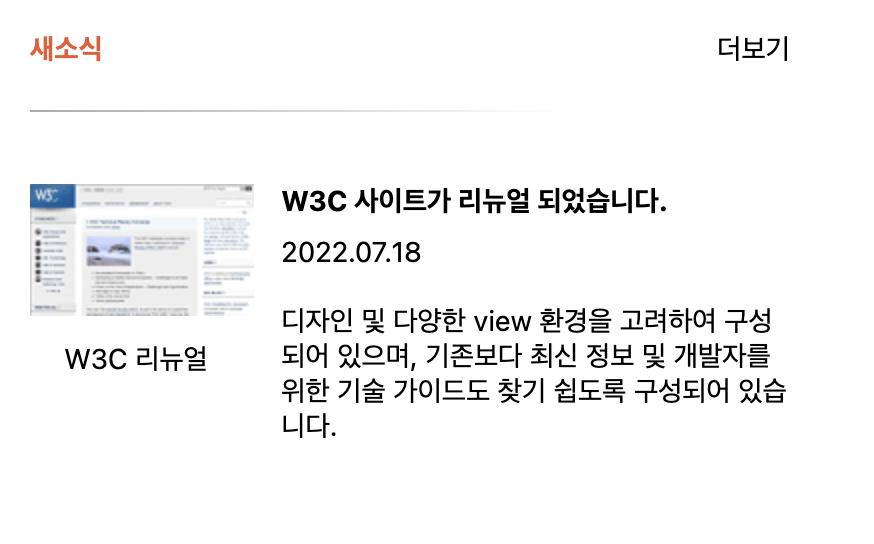 새소식
더보기
W3C
W3C 사이트가 리뉴얼 되었습니다.
2022.07.18
디자인 및 다양한 view 환경을 고려하여 구성
되어 있으며, 기존보다 최신 정보 및 개발자를
위한 기술 가이드도 찾기 쉽도록 구성되어 있습
니다.
W3C 리뉴얼